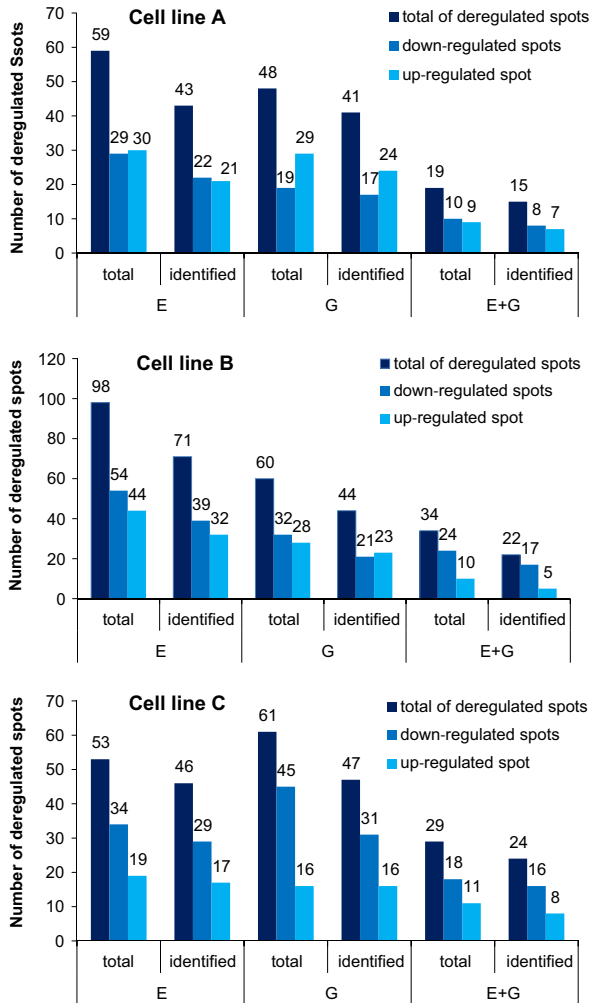 Cell line A
total of deregulated spots
down-regulated spots
up-regulated spot
Number of deregulated Ssots
70
60
50
40
30
20
10
0
59
29
30
43
22
21
48
19
29
41
17
24
19
10
9
15
8
7
total
identified
total
identified
total
identified
E
G
E+G
Cell line B
total of deregulated spots
down-regulated spots
up-regulated spot
Number of deregulated spots
120
100
80
60
40
20
0
98
54
44
71
39
32
60
32
28
44
21
23
34
24
10
22
17
5
total
identified
total
identified
total
identified
E
G
E+G
Cell line C
total of deregulated spots
down-regulated spots
up-regulated spot
Number of deregulated spots
70
60
50
40
30
20
10
0
53
34
19
46
29
17
61
45
16
47
31
16
29
18
11
24
16
8
total
identified
total
identified
total
identified
E
G
E+G